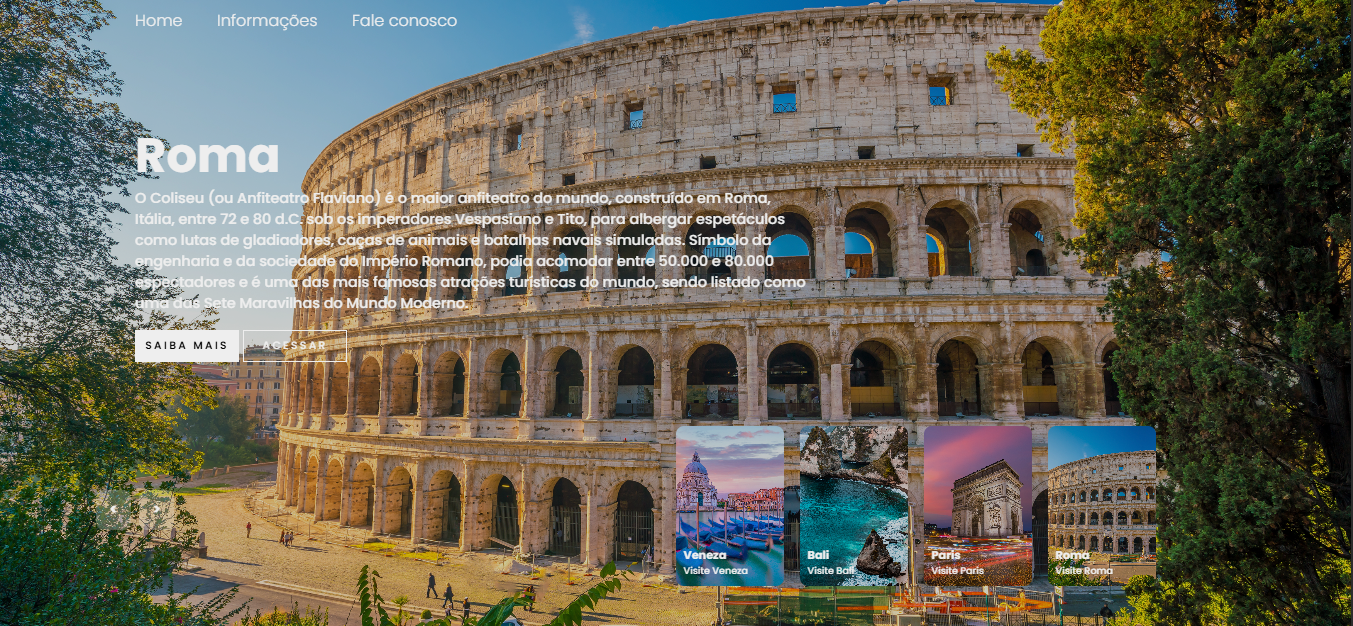 Home Informações Fale conosco
Roma
O Coliseu (ou Anfiteatro Flaviano) é o maior anfiteatro do mundo, construído em Roma,
Itália, entre 72 e 80 d.C. sob os imperadores Vespasiano e Tito, para albergar espetáculos
como lutas de gladiadores, caças de animais e batalhas navais simuladas. Símbolo da
engenharia e da sociedade do Império Romano, podia acomodar entre 50.000 e 80.000
espectadores e é uma das mais famosas atrações turísticas do mundo, sendo listado como
uma das Sete Maravilhas do Mundo Moderno.
SAIBA MAIS ACESSAR
Veneza
Visite Veneza
Bali
Visite Bali
Paris
Visite Paris
Roma
Visite Roma